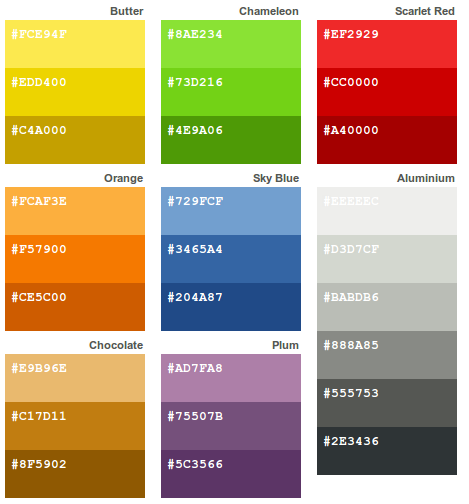 Butter
#FCE94F
#EDD400
#C4A000
Chameleon
#8AE234
#73D216
#4E9A06
Scarlet Red
#EF2929
#CC0000
#A40000
Orange
#FCAF3E
#F57900
#CE5C00
Sky Blue
#729FCF
#3465A4
#204A87
Aluminium
#EEEEEC
#D3D7CF
#BABDB6
#888A85
#555753
#2E3436
Chocolate
#E9B96E
#C17D11
#8F5902
Plum
#AD7FA8
#75507B
#5C3566